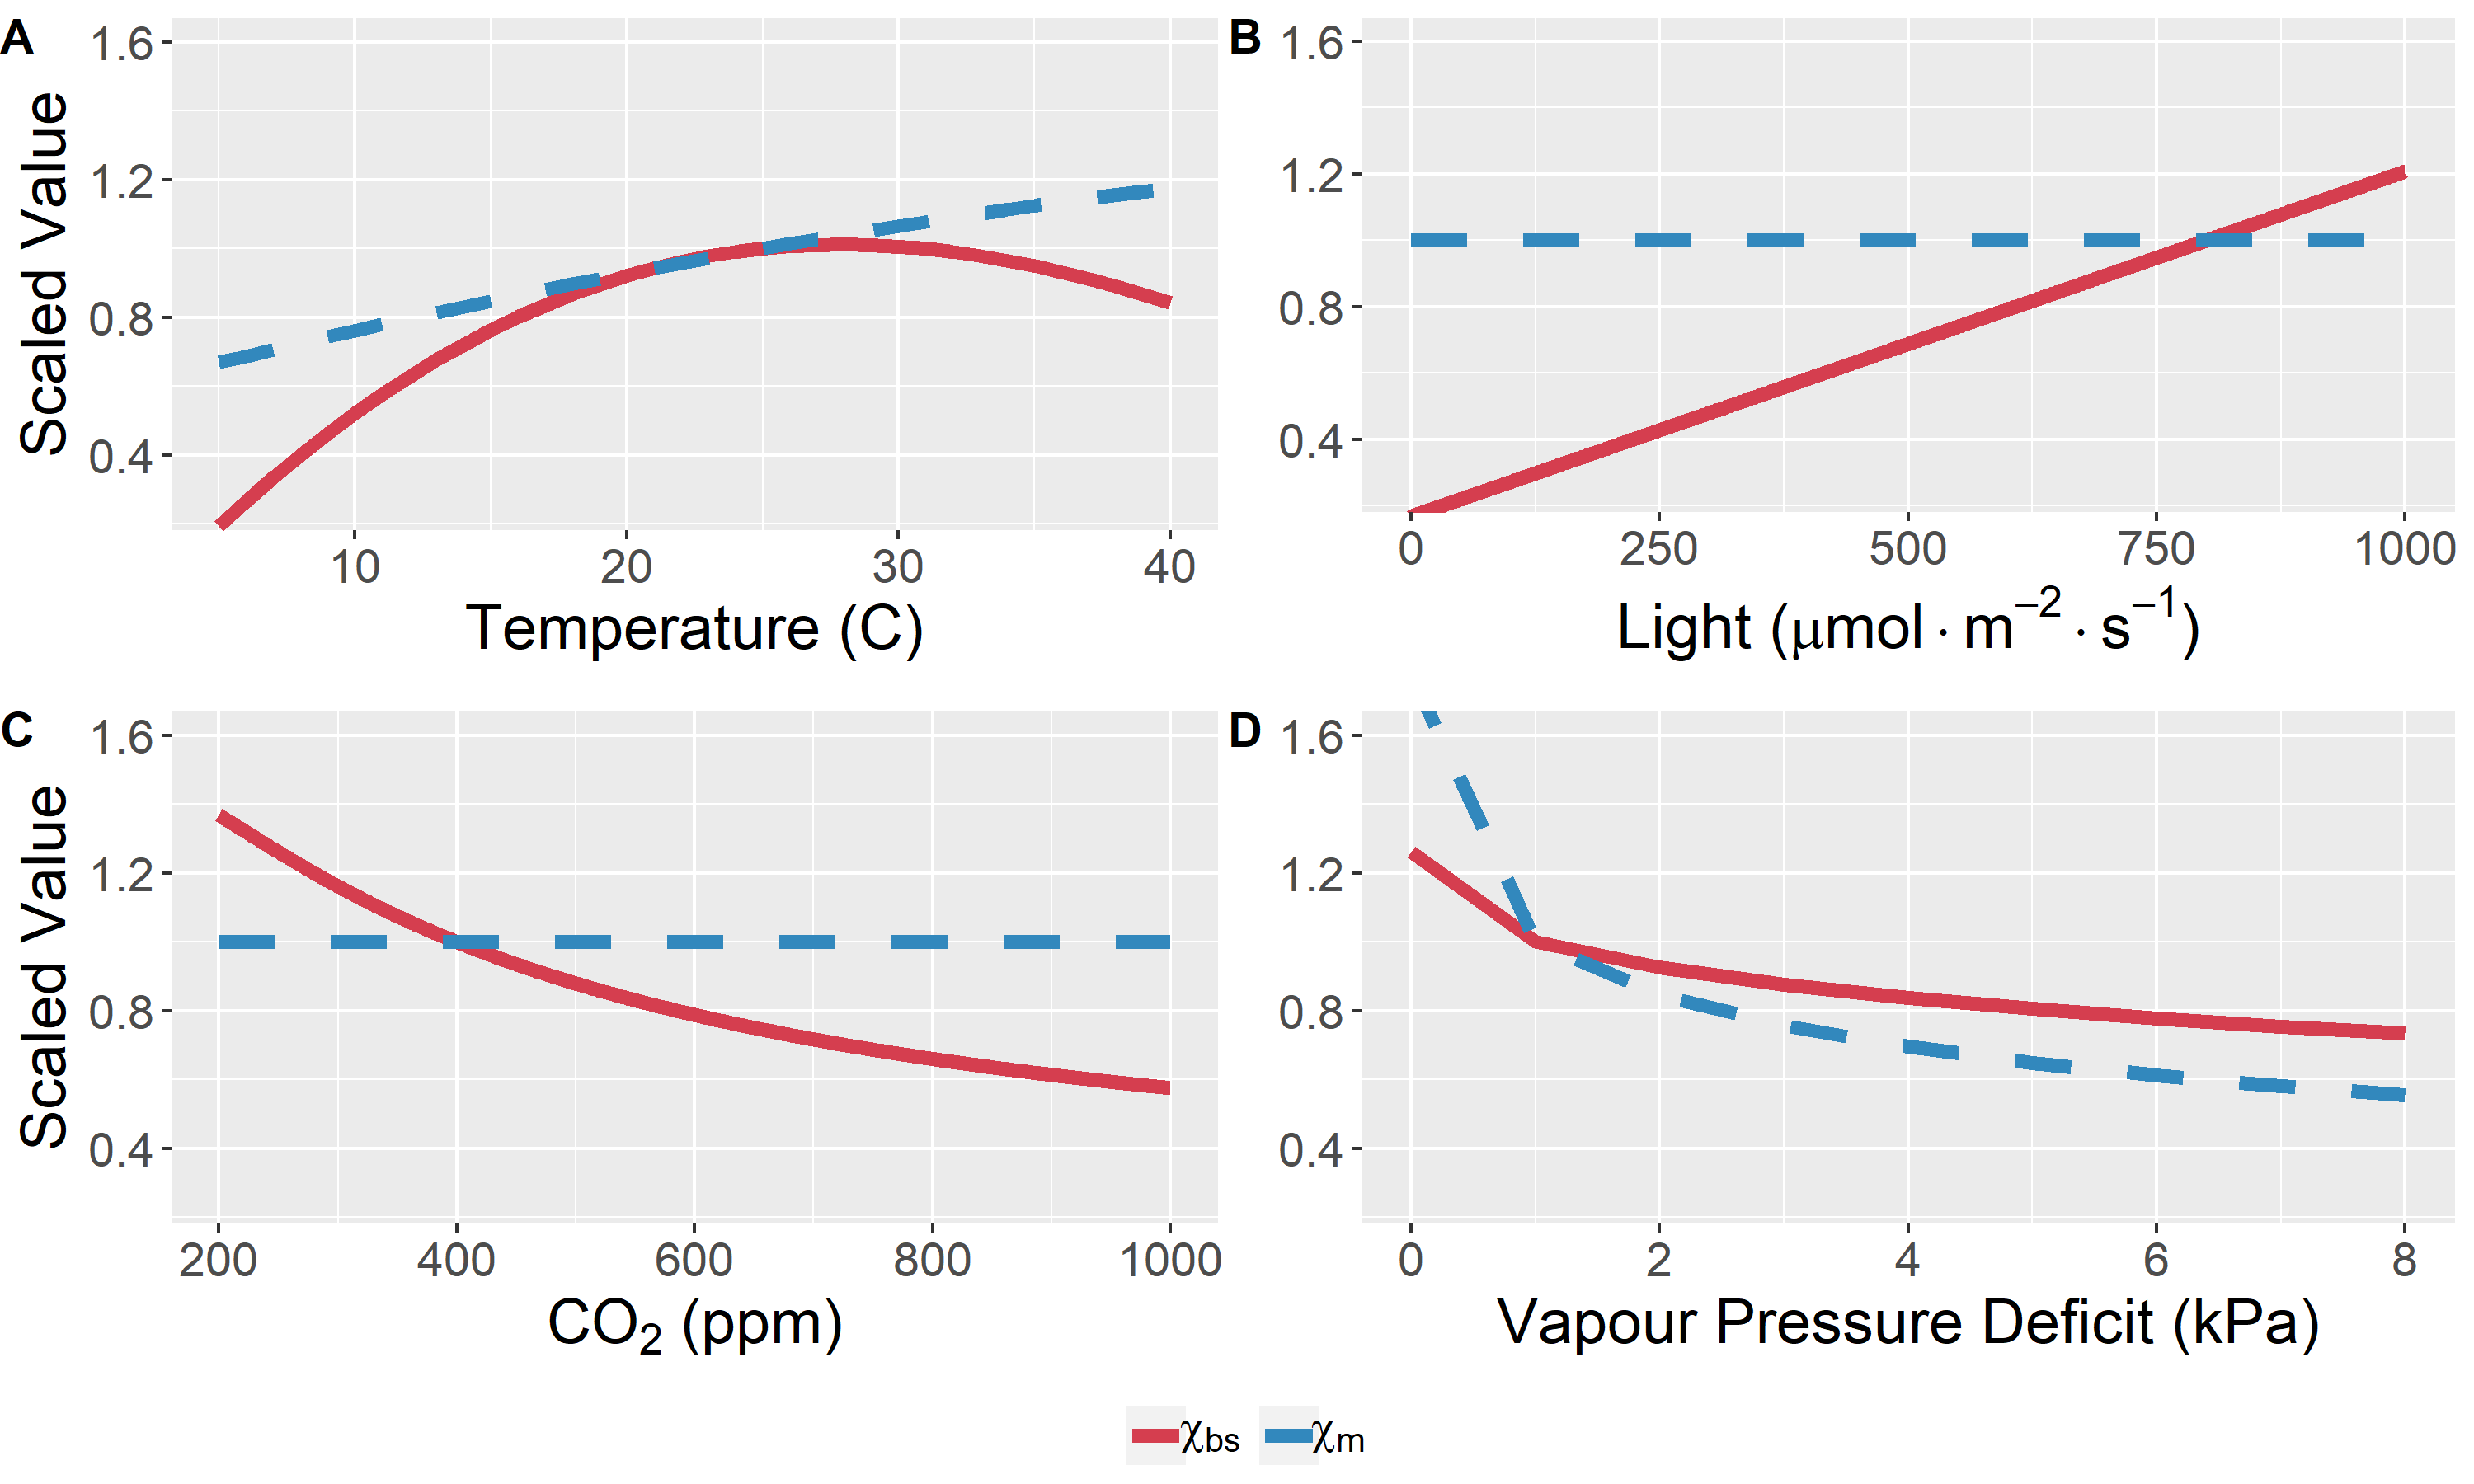 A
B
Scaled Value
1.6
1.2
0.8
0.4
10 20 30 40
Temperature (C)
1.6
1.2
0.8
0.4
0 250 500 750 1000
Light (μmol · m⁻² · s⁻¹)
C
D
Scaled Value
1.6
1.2
0.8
0.4
200 400 600 800 1000
CO₂ (ppm)
1.6
1.2
0.8
0.4
0 2 4 6 8
Vapour Pressure Deficit (kPa)
χbs χm